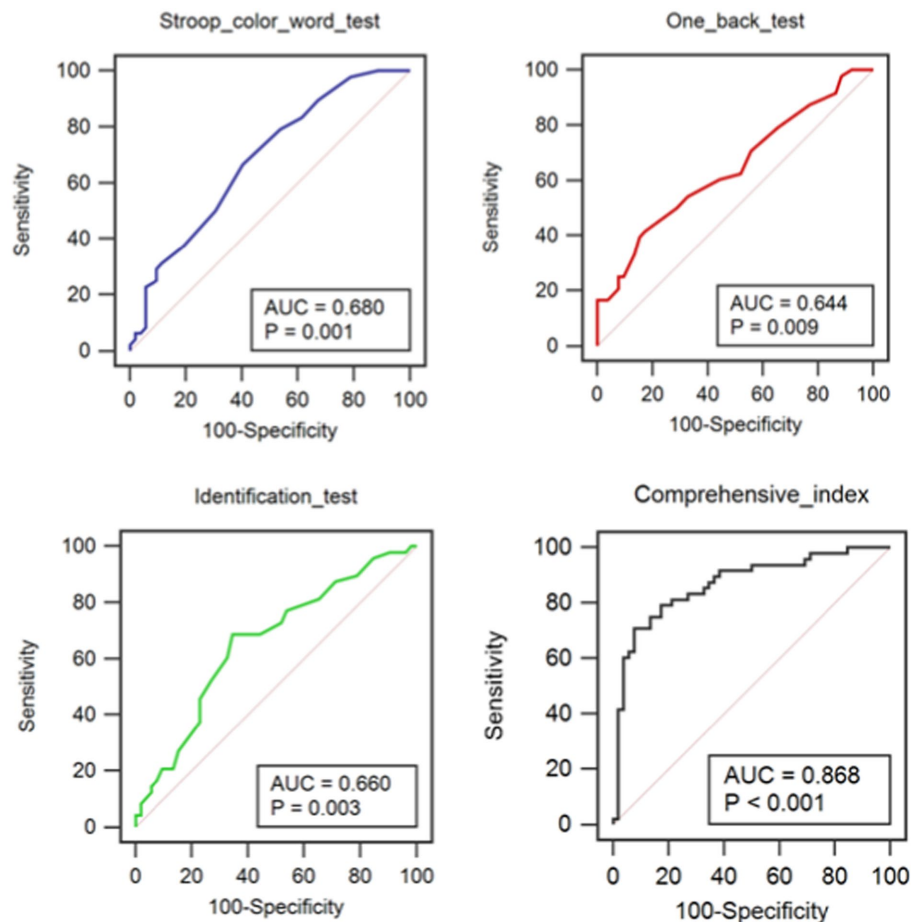 Stroop_color_word_test
100
80
60
40
20
0
Sensitivity
AUC = 0.680
P = 0.001
0 20 40 60 80 100
100-Specificity
One_back_test
100
80
60
40
20
0
Sensitivity
AUC = 0.644
P = 0.009
0 20 40 60 80 100
100-Specificity
Identification_test
100
80
60
40
20
0
Sensitivity
AUC = 0.660
P = 0.003
0 20 40 60 80 100
100-Specificity
Comprehensive_index
100
80
60
40
20
0
Sensitivity
AUC = 0.868
P < 0.001
0 20 40 60 80 100
100-Specificity